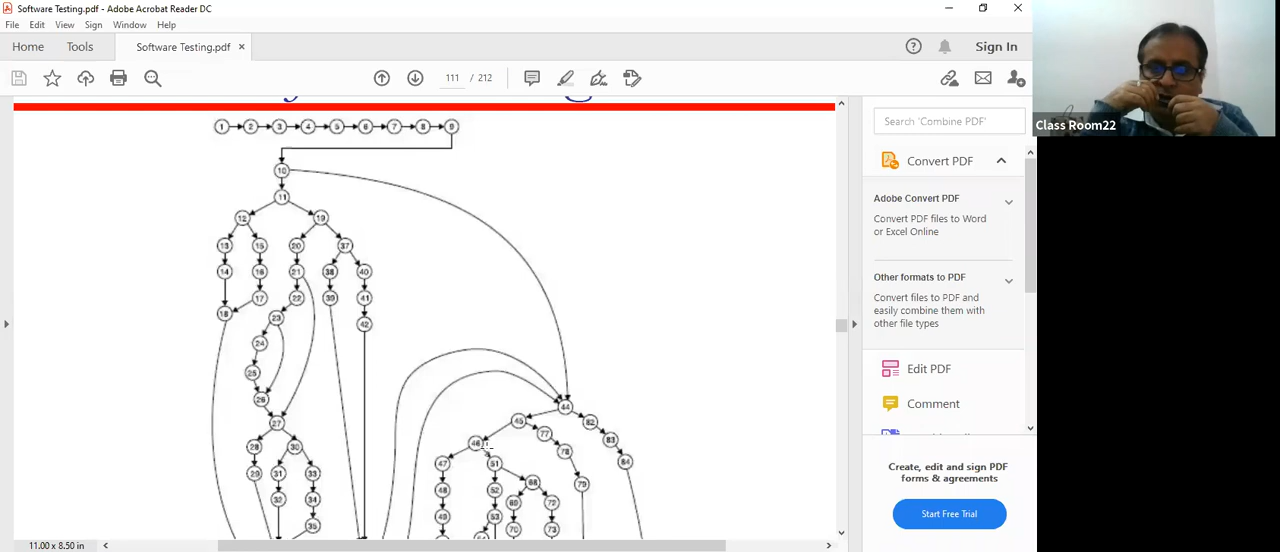 Software Testing.pdf - Adobe Acrobat Reader DC
File Edit View Sign Window Help
Home Tools Software Testing.pdf × Sign In
111 / 212
Class Room22
Search 'Combine PDF'
Convert PDF
Adobe Convert PDF
Convert PDF files to Word
or Excel Online
Other formats to PDF
Convert files to PDF and
easily combine them with
other file types
Edit PDF
Comment
Create, edit and sign PDF
forms & agreements
Start Free Trial
1 2 3 4 5 6 7 8 9
10
11
12 19
13 15 20 37
14 16 21 38 40
17 22 39 41
18 23 42
24
25
26
27
28 30
29 31 33
32 34
35
44
45 82
46 77 83
47 51 78 84
48 52 68 79
49 53 69 72
70 73
11.00 x 8.50 in